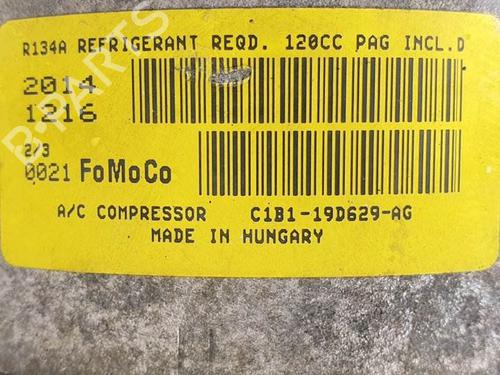 R134A REFRIGERANT REQD. 120CC PAG INCL.D
2014
1216
2/3
0021 FoMoCo
A/C COMPRESSOR C1B1-19D629-AG
MADE IN HUNGARY
B-PARTS